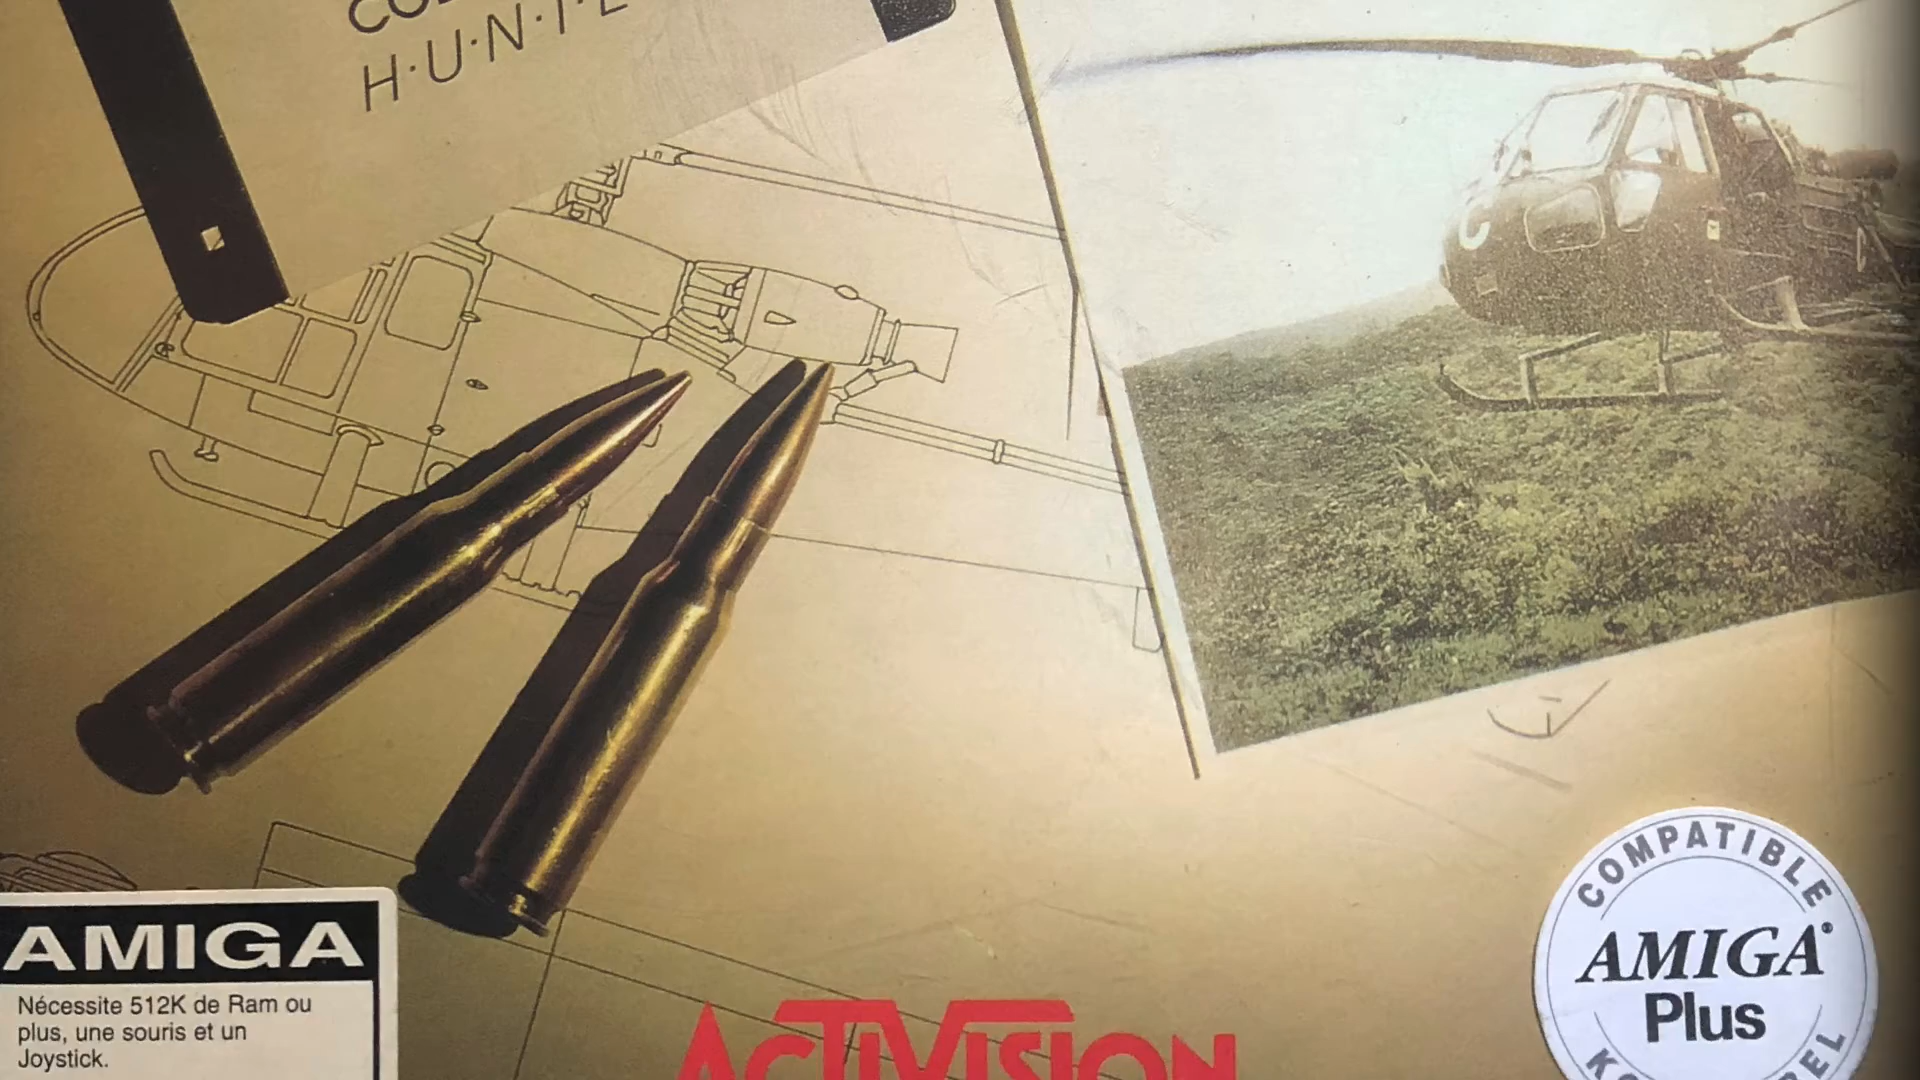 H·U·N·T·E
AMIGA
Nécessite 512K de Ram ou
plus, une souris et un
Joystick.
ACTIVISION
COMPATIBLE
AMIGA®
Plus